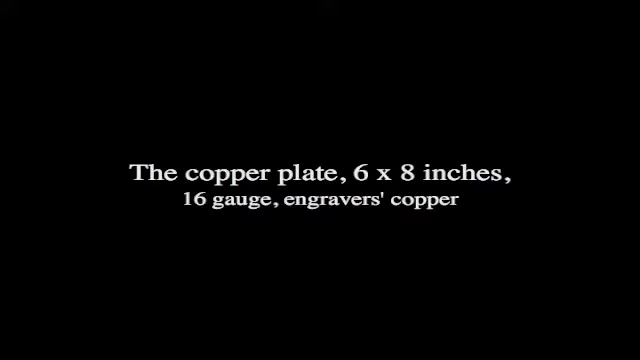 The copper plate, 6 x 8 inches,
16 gauge, engravers' copper